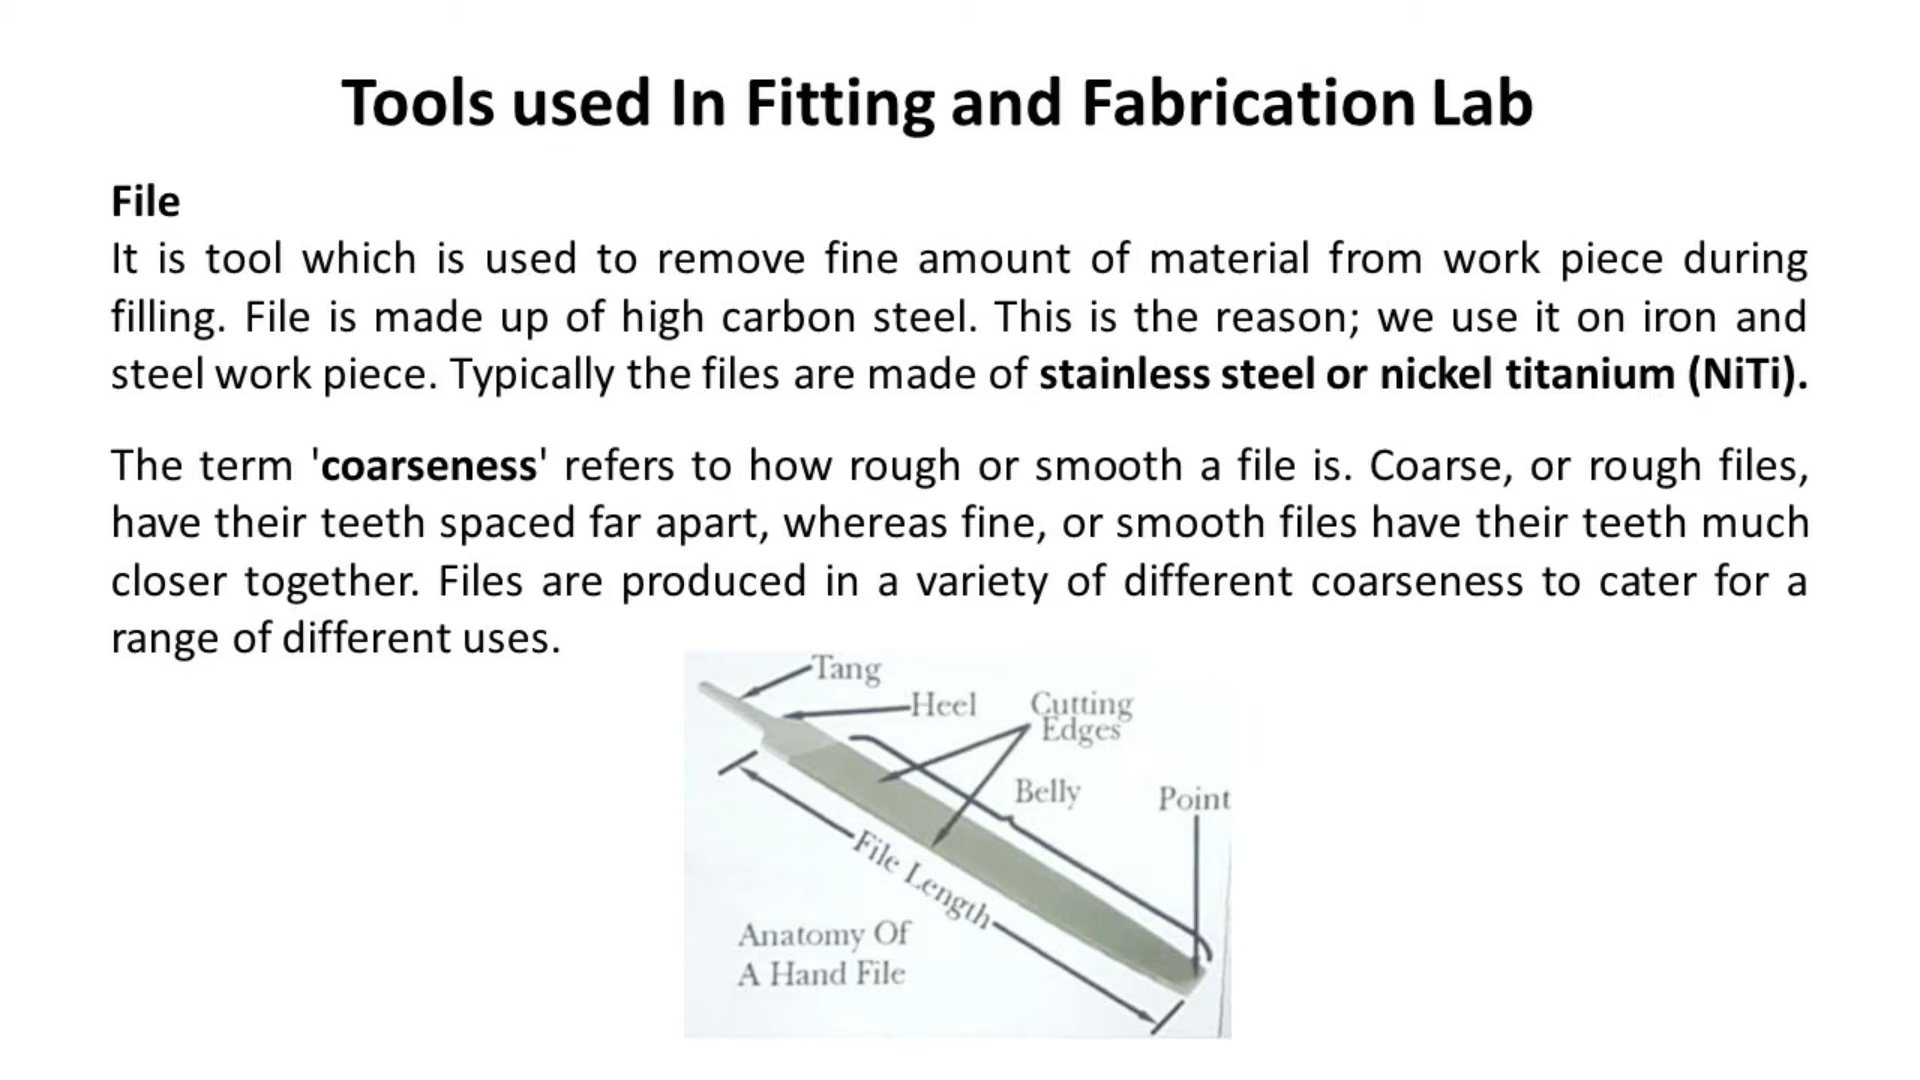 Tools used In Fitting and Fabrication Lab
File
It is tool which is used to remove fine amount of material from work piece during
filling. File is made up of high carbon steel. This is the reason; we use it on iron and
steel work piece. Typically the files are made of stainless steel or nickel titanium (NiTi).
The term 'coarseness' refers to how rough or smooth a file is. Coarse, or rough files,
have their teeth spaced far apart, whereas fine, or smooth files have their teeth much
closer together. Files are produced in a variety of different coarseness to cater for a
range of different uses.
Tang
Heel
Cutting
Edges
Belly
Point
File Length
Anatomy Of
A Hand File